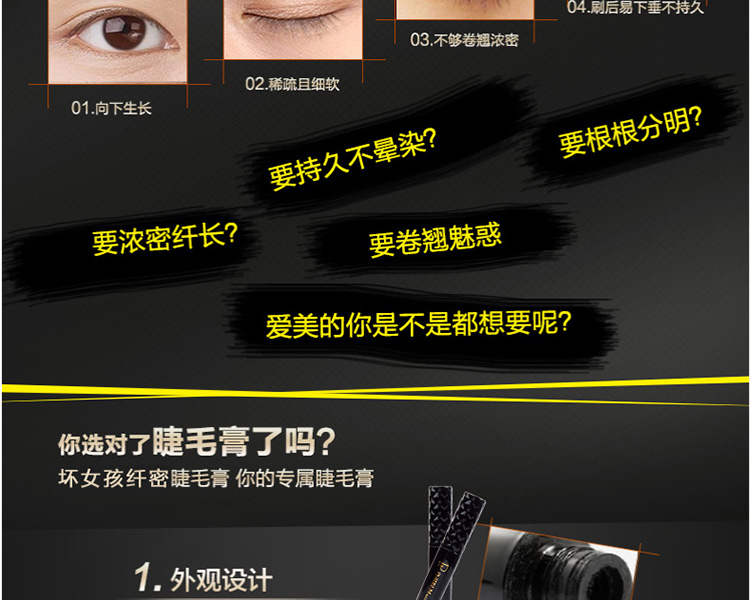 04.刷后易下垂不持久
03.不够卷翘浓密
02.稀疏且细软
01.向下生长
要持久不晕染?
要根根分明?
要浓密纤长?
要卷翘魅惑
爱美的你是不是都想要呢?
你选对了睫毛膏了吗?
坏女孩纤密睫毛膏 你的专属睫毛膏
1. 外观设计